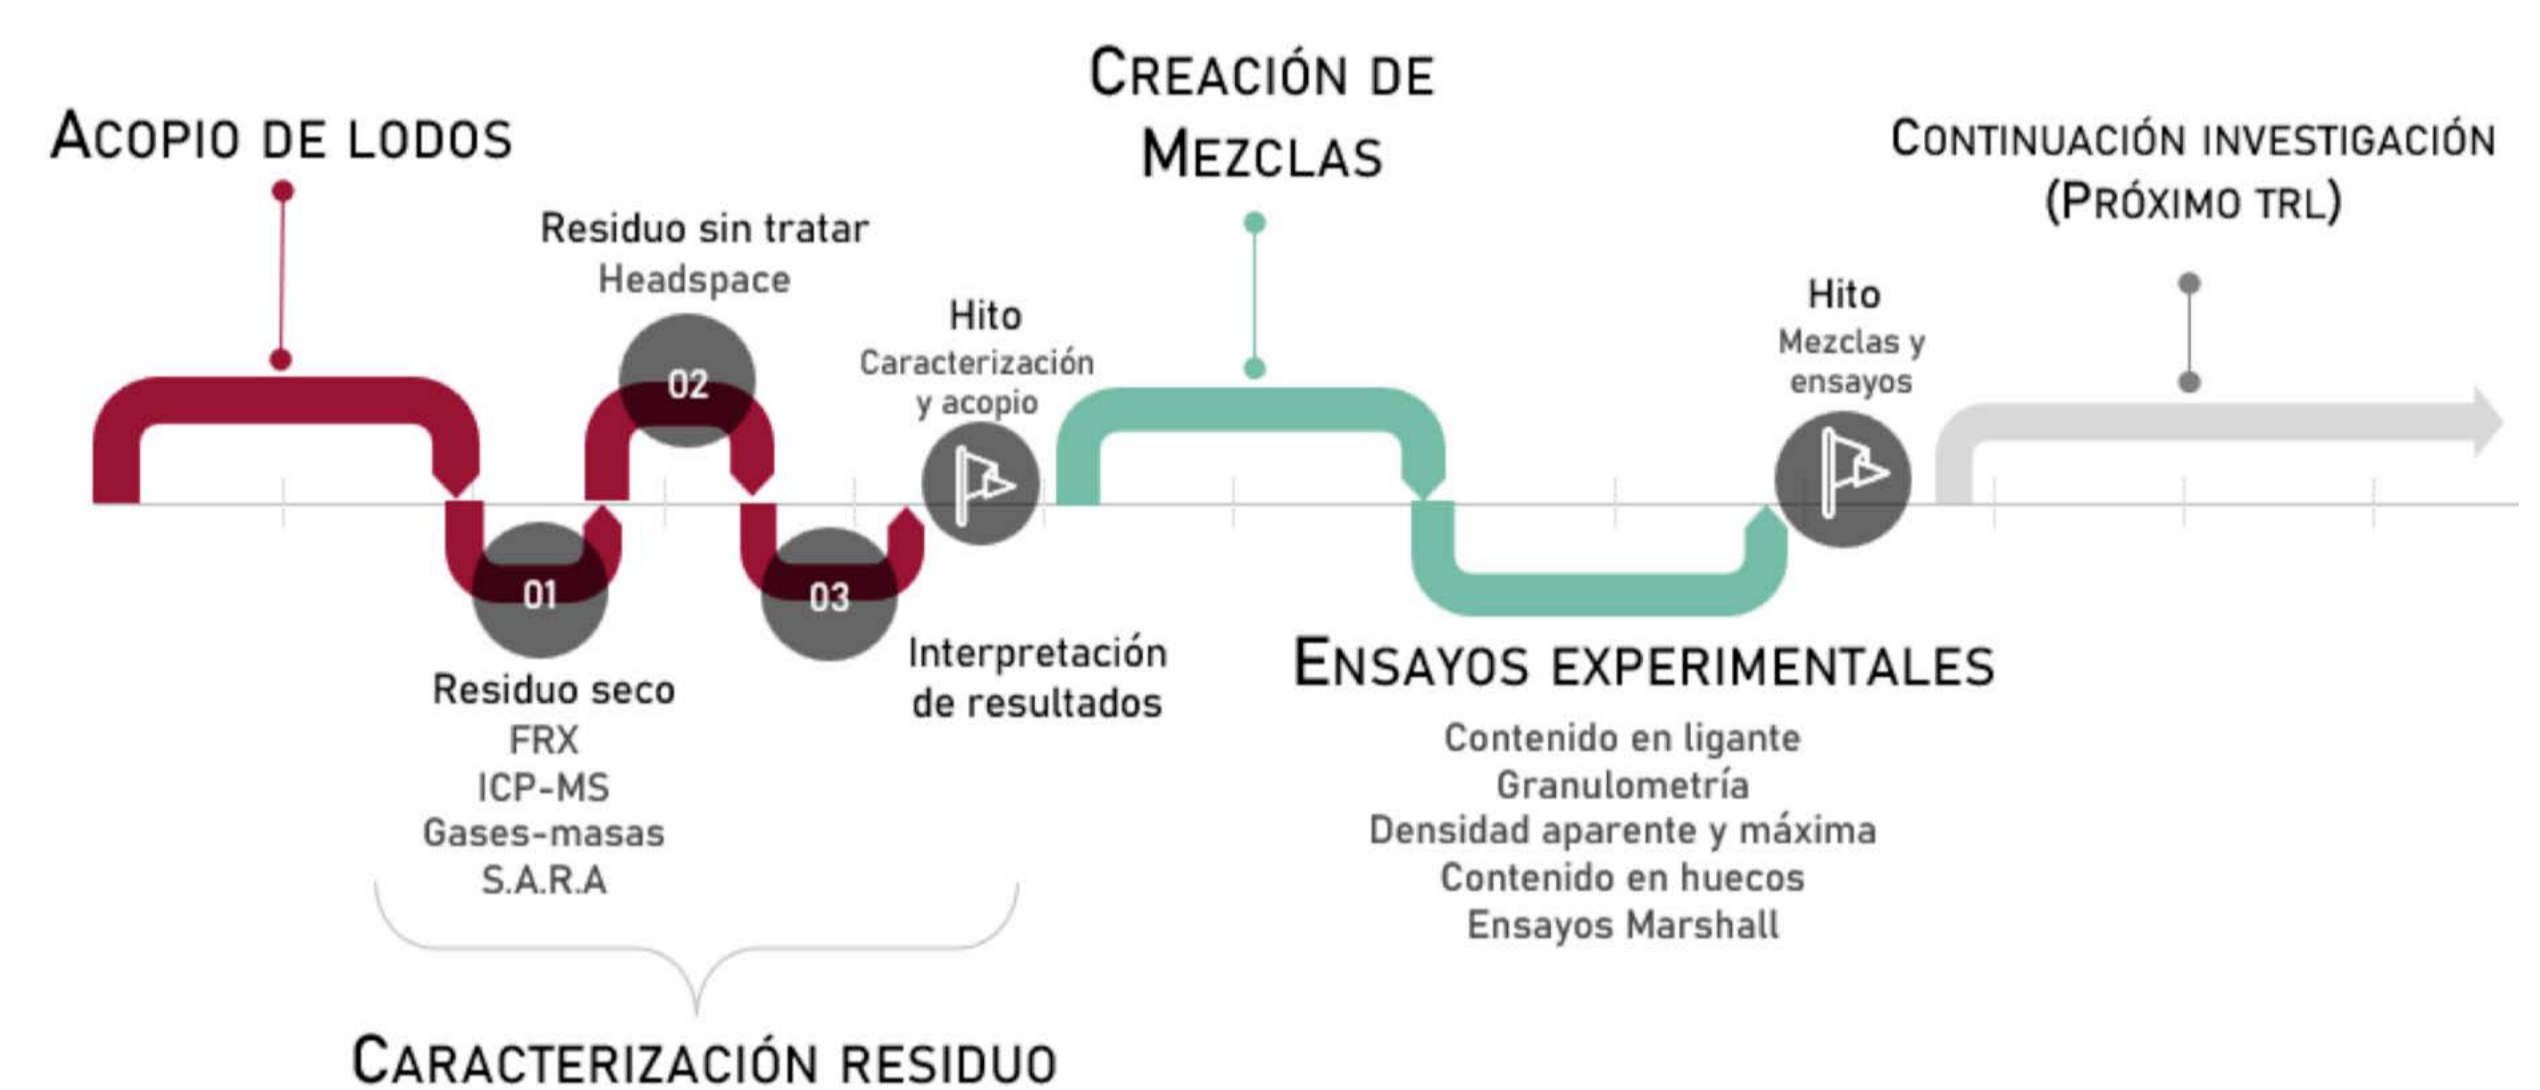 ACOPIO DE LODOS
Residuo sin tratar
Headspace
02
01
Residuo seco
FRX
ICP-MS
Gases-masas
S.A.R.A
03
Interpretación
de resultados
CARACTERIZACIÓN RESIDUO
Hito
Caracterización
y acopio
CREACIÓN DE
MEZCLAS
ENSAYOS EXPERIMENTALES
Contenido en ligante
Granulometría
Densidad aparente y máxima
Contenido en huecos
Ensayos Marshall
Hito
Mezclas y
ensayos
CONTINUACIÓN INVESTIGACIÓN
(PRÓXIMO TRL)